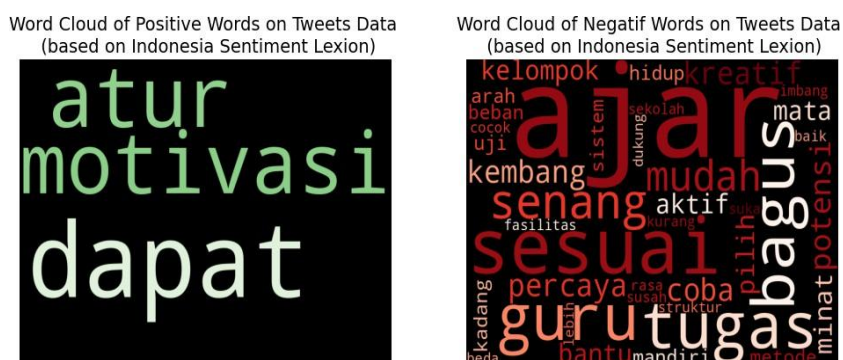 Word Cloud of Positive Words on Tweets Data
(based on Indonesia Sentiment Lexion)
atur
motivasi
dapat
Word Cloud of Negatif Words on Tweets Data
(based on Indonesia Sentiment Lexion)
kelompok hidup kreatif
arah ajar imbang
beban sistem sekolah mata
cocok dukung baik
uji
kembang mudah bagus potensi
senang aktif suka
fasilitas kurang
sesuai pilih
percaya rasa coba
susah
kadang guru lebih struktur tugas minat
beda bantu mandiri metode